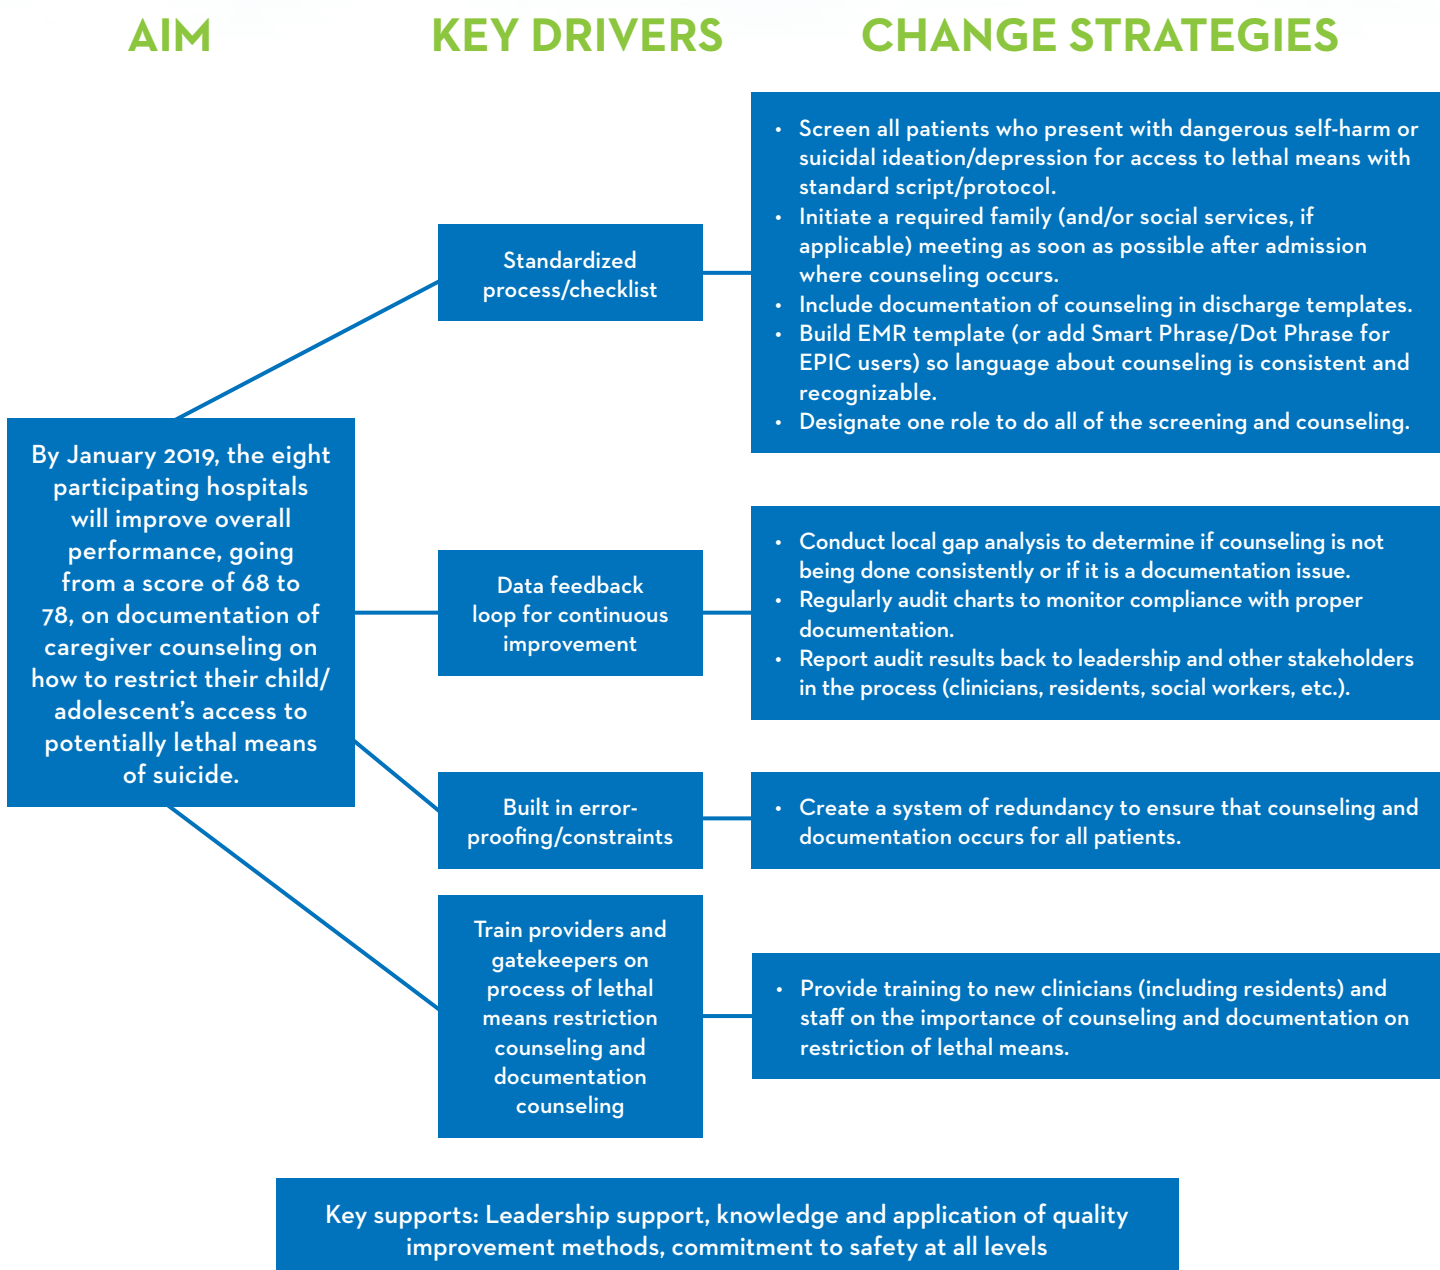 AIM
KEY DRIVERS
CHANGE STRATEGIES
By January 2019, the eight
participating hospitals
will improve overall
performance, going
from a score of 68 to
78, on documentation of
caregiver counseling on
how to restrict their child/
adolescent's access to
potentially lethal means
of suicide.
Standardized
process/checklist
• Screen all patients who present with dangerous self-harm or
suicidal ideation/depression for access to lethal means with
standard script/protocol.
• Initiate a required family (and/or social services, if
applicable) meeting as soon as possible after admission
where counseling occurs.
• Include documentation of counseling in discharge templates.
• Build EMR template (or add Smart Phrase/Dot Phrase for
EPIC users) so language about counseling is consistent and
recognizable.
• Designate one role to do all of the screening and counseling.
Data feedback
loop for continuous
improvement
• Conduct local gap analysis to determine if counseling is not
being done consistently or if it is a documentation issue.
• Regularly audit charts to monitor compliance with proper
documentation.
• Report audit results back to leadership and other stakeholders
in the process (clinicians, residents, social workers, etc.).
Built in error-
proofing/constraints
• Create a system of redundancy to ensure that counseling and
documentation occurs for all patients.
Train providers and
gatekeepers on
process of lethal
means restriction
counseling and
documentation
counseling
• Provide training to new clinicians (including residents) and
staff on the importance of counseling and documentation on
restriction of lethal means.
Key supports: Leadership support, knowledge and application of quality
improvement methods, commitment to safety at all levels